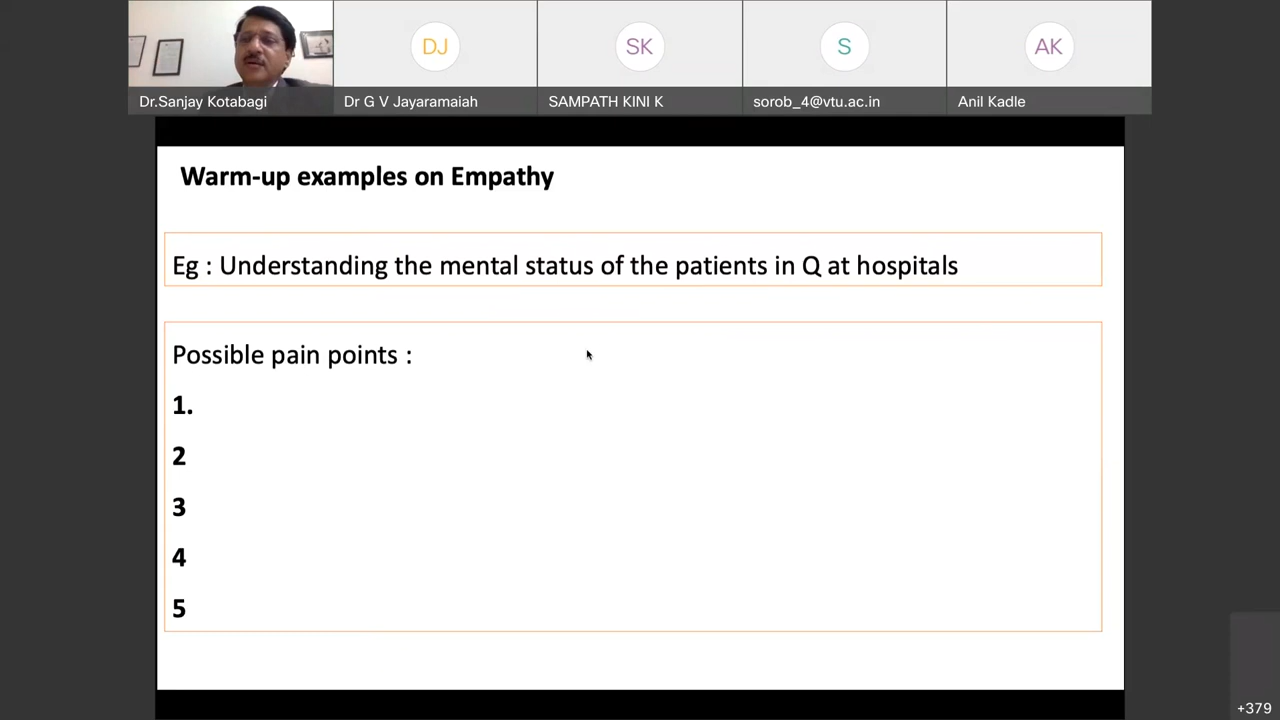 Dr.Sanjay Kotabagi
DJ
Dr G V Jayaramaiah
SK
SAMPATH KINI K
S
sorob_4@vtu.ac.in
AK
Anil Kadle
Warm-up examples on Empathy
Eg : Understanding the mental status of the patients in Q at hospitals
Possible pain points :
1.
2
3
4
5
+379